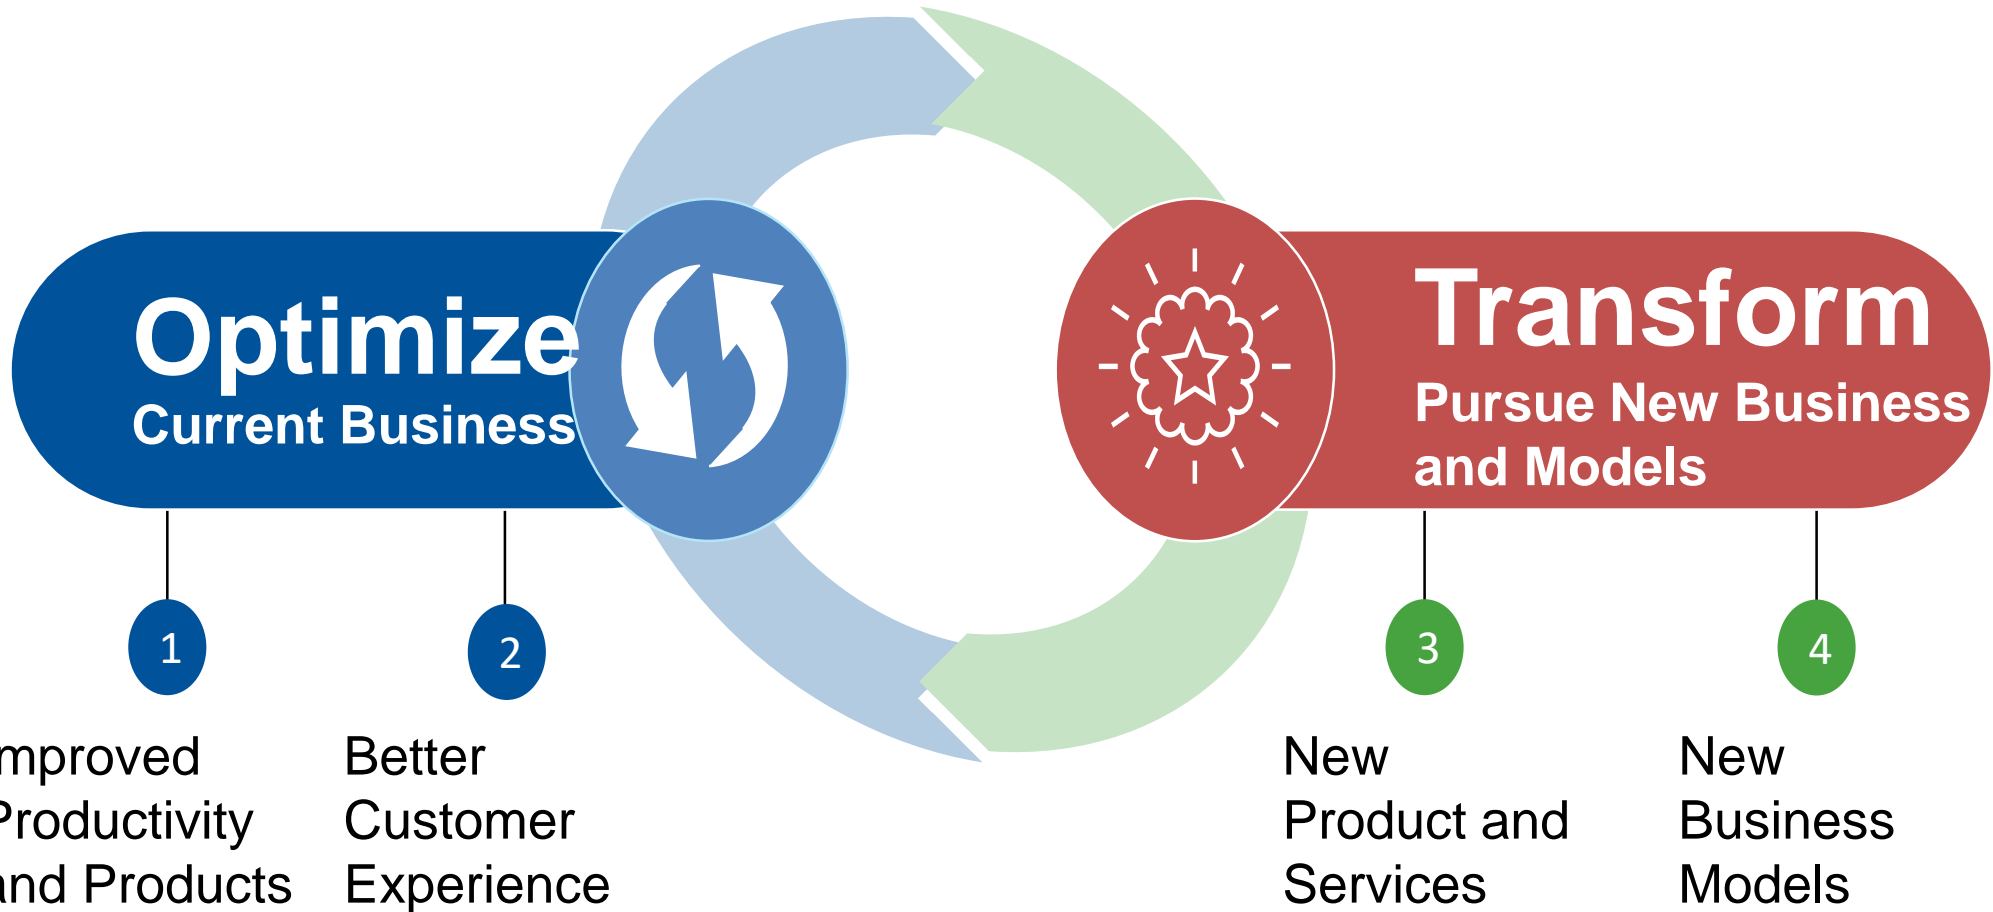 Optimize
Current Business
Transform
Pursue New Business
and Models
1
2
3
4
mproved
Productivity
and Products
Better
Customer
Experience
New
Product and
Services
New
Business
Models